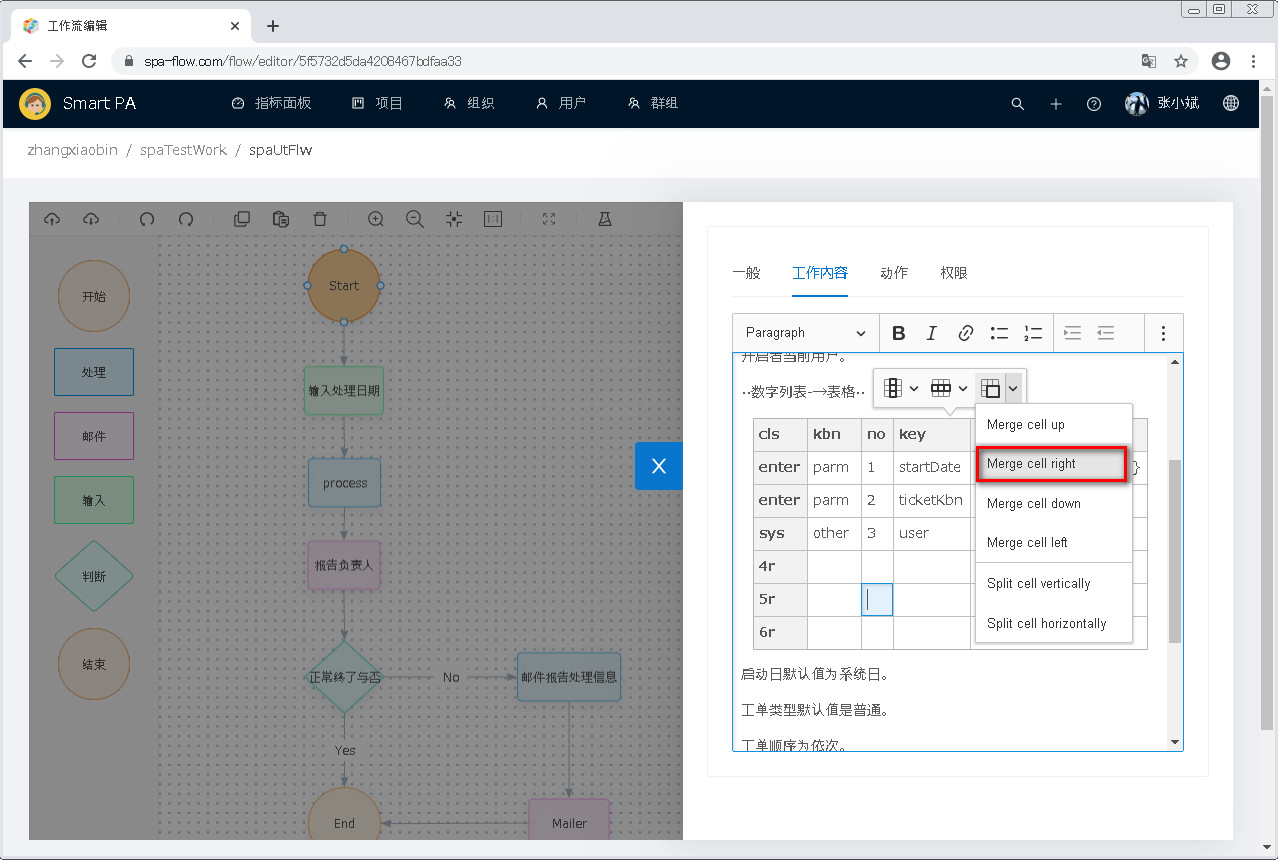 工作流编辑
spa-flow.com/flow/editor/5f5732d5da4208467bdfaa33
Smart PA 指标面板 项目 组织 用户 群组 张小斌
zhangxiaobin / spaTestWork / spaUtFlw
开始
处理
邮件
输入
判断
结束
Start
输入处理日期
process
报告负责人
正常终了与否 No 邮件报告处理信息
Yes
End Mailer
X
一般 工作内容 动作 权限
Paragraph
开启者当前用户。
··数字列表-→表格··
cls kbn no key
enter parm 1 startDate }
enter parm 2 ticketKbn
sys other 3 user
4r
5r
6r
Merge cell up
Merge cell right
Merge cell down
Merge cell left
Split cell vertically
Split cell horizontally
启动日默认值为系统日。
工单类型默认值是普通。
工单顺序为依次。